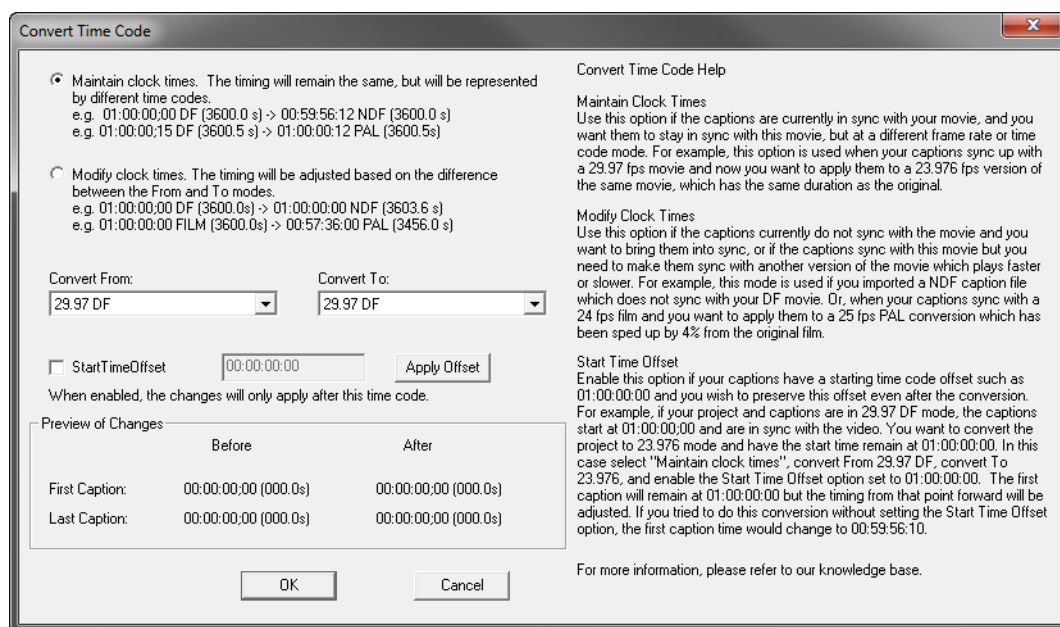 Convert Time Code
Maintain clock times. The timing will remain the same, but will be represented
by different time codes.
e.g. 01:00:00;00 DF (3600.0 s) -> 00:59:56:12 NDF (3600.0 s)
e.g. 01:00:00;15 DF (3600.5 s) -> 01:00:00:12 PAL (3600.5s)
Modify clock times. The timing will be adjusted based on the difference
between the From and To modes.
e.g. 01:00:00;00 DF (3600.0s) -> 01:00:00:00 NDF (3603.6 s)
e.g. 01:00:00:00 FILM (3600.0s) -> 00:57:36:00 PAL (3456.0 s)
Convert From:
Convert To:
29.97 DF
29.97 DF
StartTimeOffset
00:00:00:00
Apply Offset
When enabled, the changes will only apply after this time code.
Preview of Changes
Before
After
First Caption:
00:00:00;00 (000.0s)
00:00:00;00 (000.0s)
Last Caption:
00:00:00;00 (000.0s)
00:00:00;00 (000.0s)
OK
Cancel
Convert Time Code Help
Maintain Clock Times
Use this option if the captions are currently in sync with your movie, and you
want them to stay in sync with this movie, but at a different frame rate or time
code mode. For example, this option is used when your captions sync up with
a 29.97 fps movie and now you want to apply them to a 23.976 fps version of
the same movie, which has the same duration as the original.
Modify Clock Times
Use this option if the captions currently do not sync with the movie and you
want to bring them into sync, or if the captions sync with this movie but you
need to make them sync with another version of the movie which plays faster
or slower. For example, this mode is used if you imported a NDF caption file
which does not sync with your DF movie. Or, when your captions sync with a
24 fps film and you want to apply them to a 25 fps PAL conversion which has
been sped up by 4% from the original film.
Start Time Offset
Enable this option if your captions have a starting time code offset such as
01:00:00:00 and you wish to preserve this offset even after the conversion.
For example, if your project and captions are in 29.97 DF mode, the captions
start at 01:00:00;00 and are in sync with the video. You want to convert the
project to 23.976 mode and have the start time remain at 01:00:00:00. In this
case select "Maintain clock times", convert From 29.97 DF, convert To
23.976, and enable the Start Time Offset option set to 01:00:00:00. The first
caption will remain at 01:00:00:00 but the timing from that point forward will be
adjusted. If you tried to do this conversion without setting the Start Time Offset
option, the first caption time would change to 00:59:56:10.
For more information, please refer to our knowledge base.